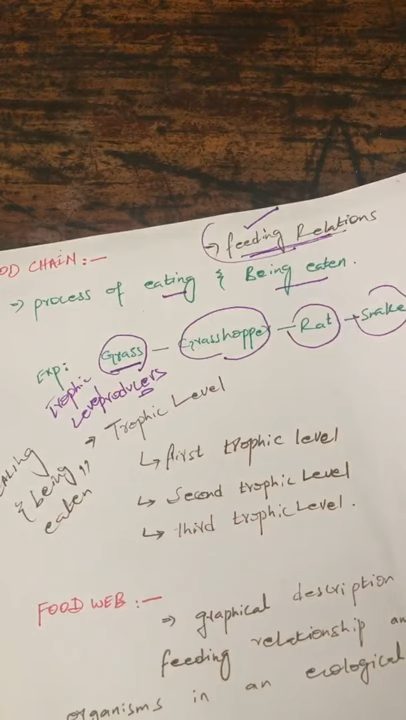 feeding Relations
OD CHAIN:-
→ process of eating & Being eaten.
Exp: Grass - Grasshopper - Rat → Snake
Trophic
Level producers
→ Trophic Level
↳ first trophic level
↳ Second trophic Level
↳ third trophic Level.
eating
& being ,,
eaten
FOOD WEB:-
→ graphical description
feeding relationship an
organisms in an ecological